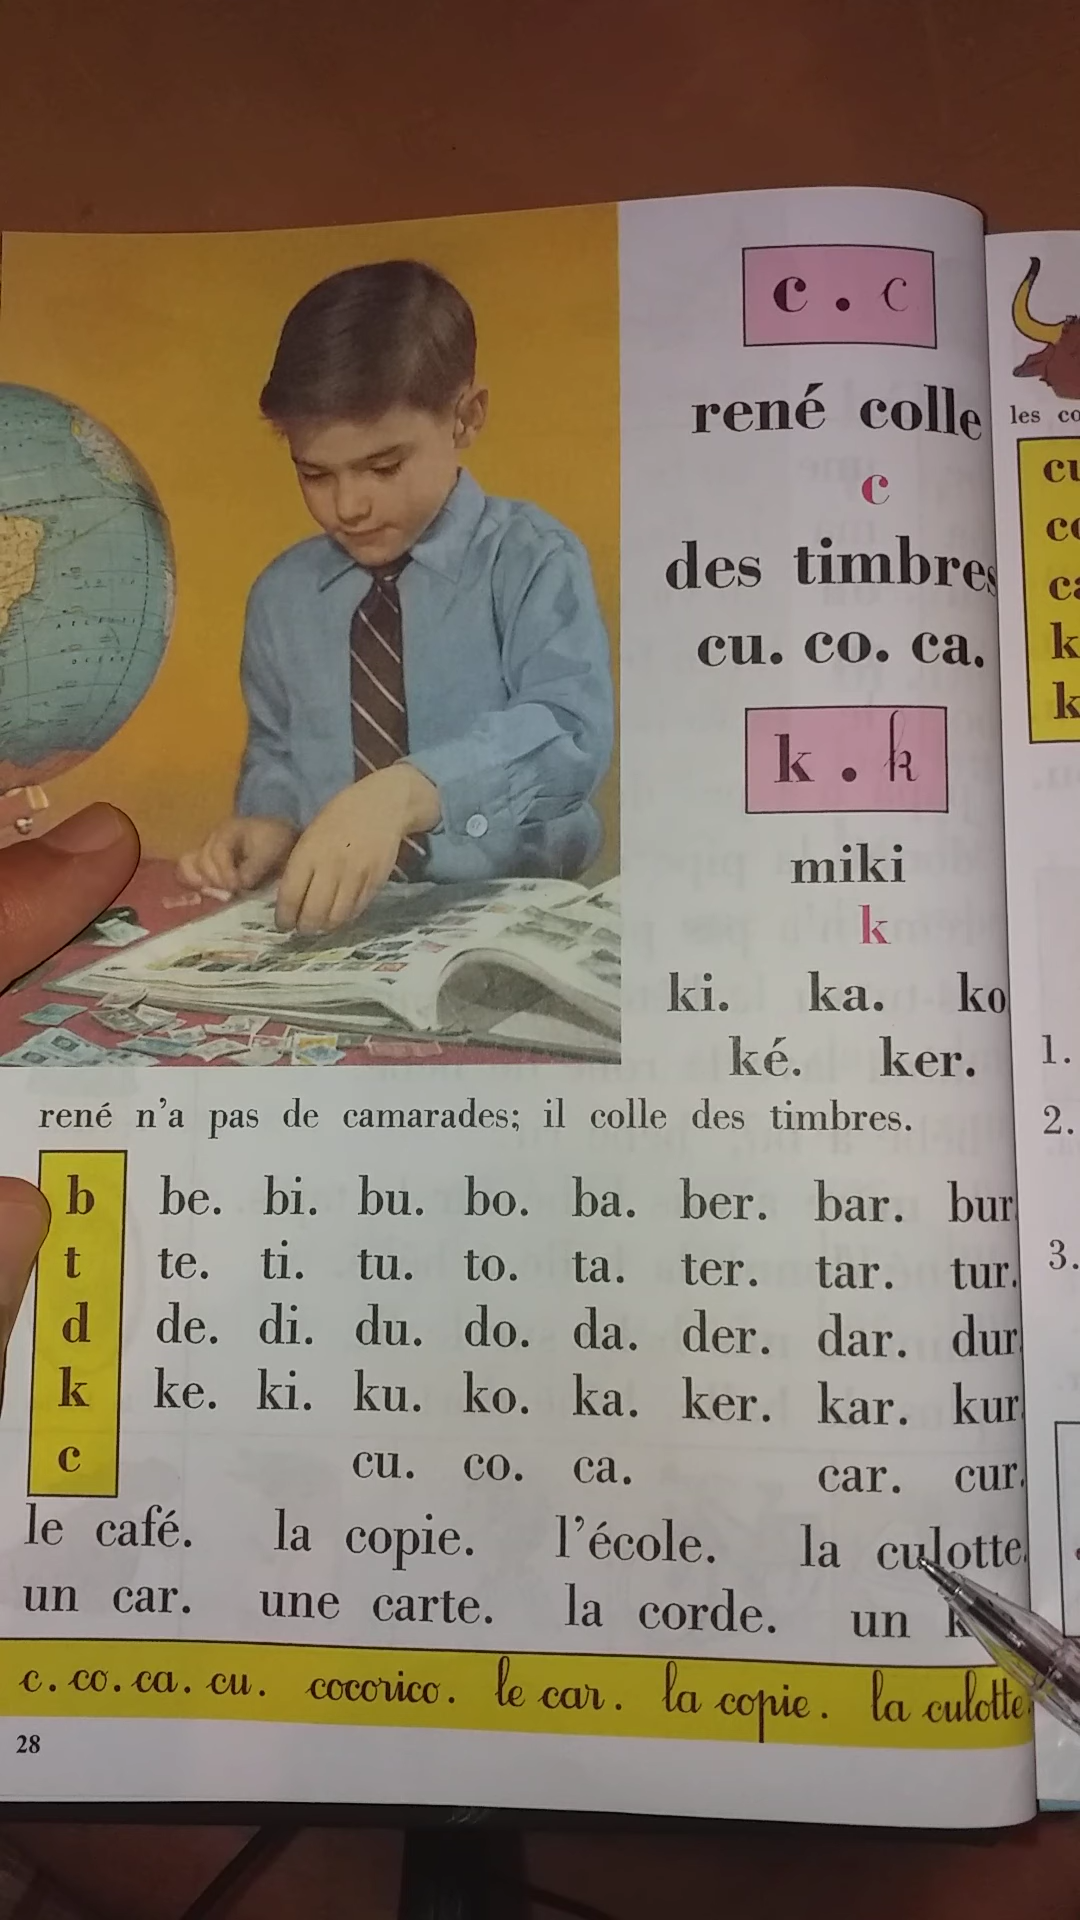 c . c
rené colle
c
des timbres
cu. co. ca.
k . k
miki
k
ki. ka. ko
ké. ker.
rené n'a pas de camarades; il colle des timbres.
b be. bi. bu. bo. ba. ber. bar. bur.
t te. ti. tu. to. ta. ter. tar. tur.
d de. di. du. do. da. der. dar. dur
k ke. ki. ku. ko. ka. ker. kar. kur.
c cu. co. ca. car. cur.
le café. la copie. l'école. la culotte.
un car. une carte. la corde. un
c. co. ca. cu. cocorico. le car. la copie. la culotte.
28
les
1.
2.
3.